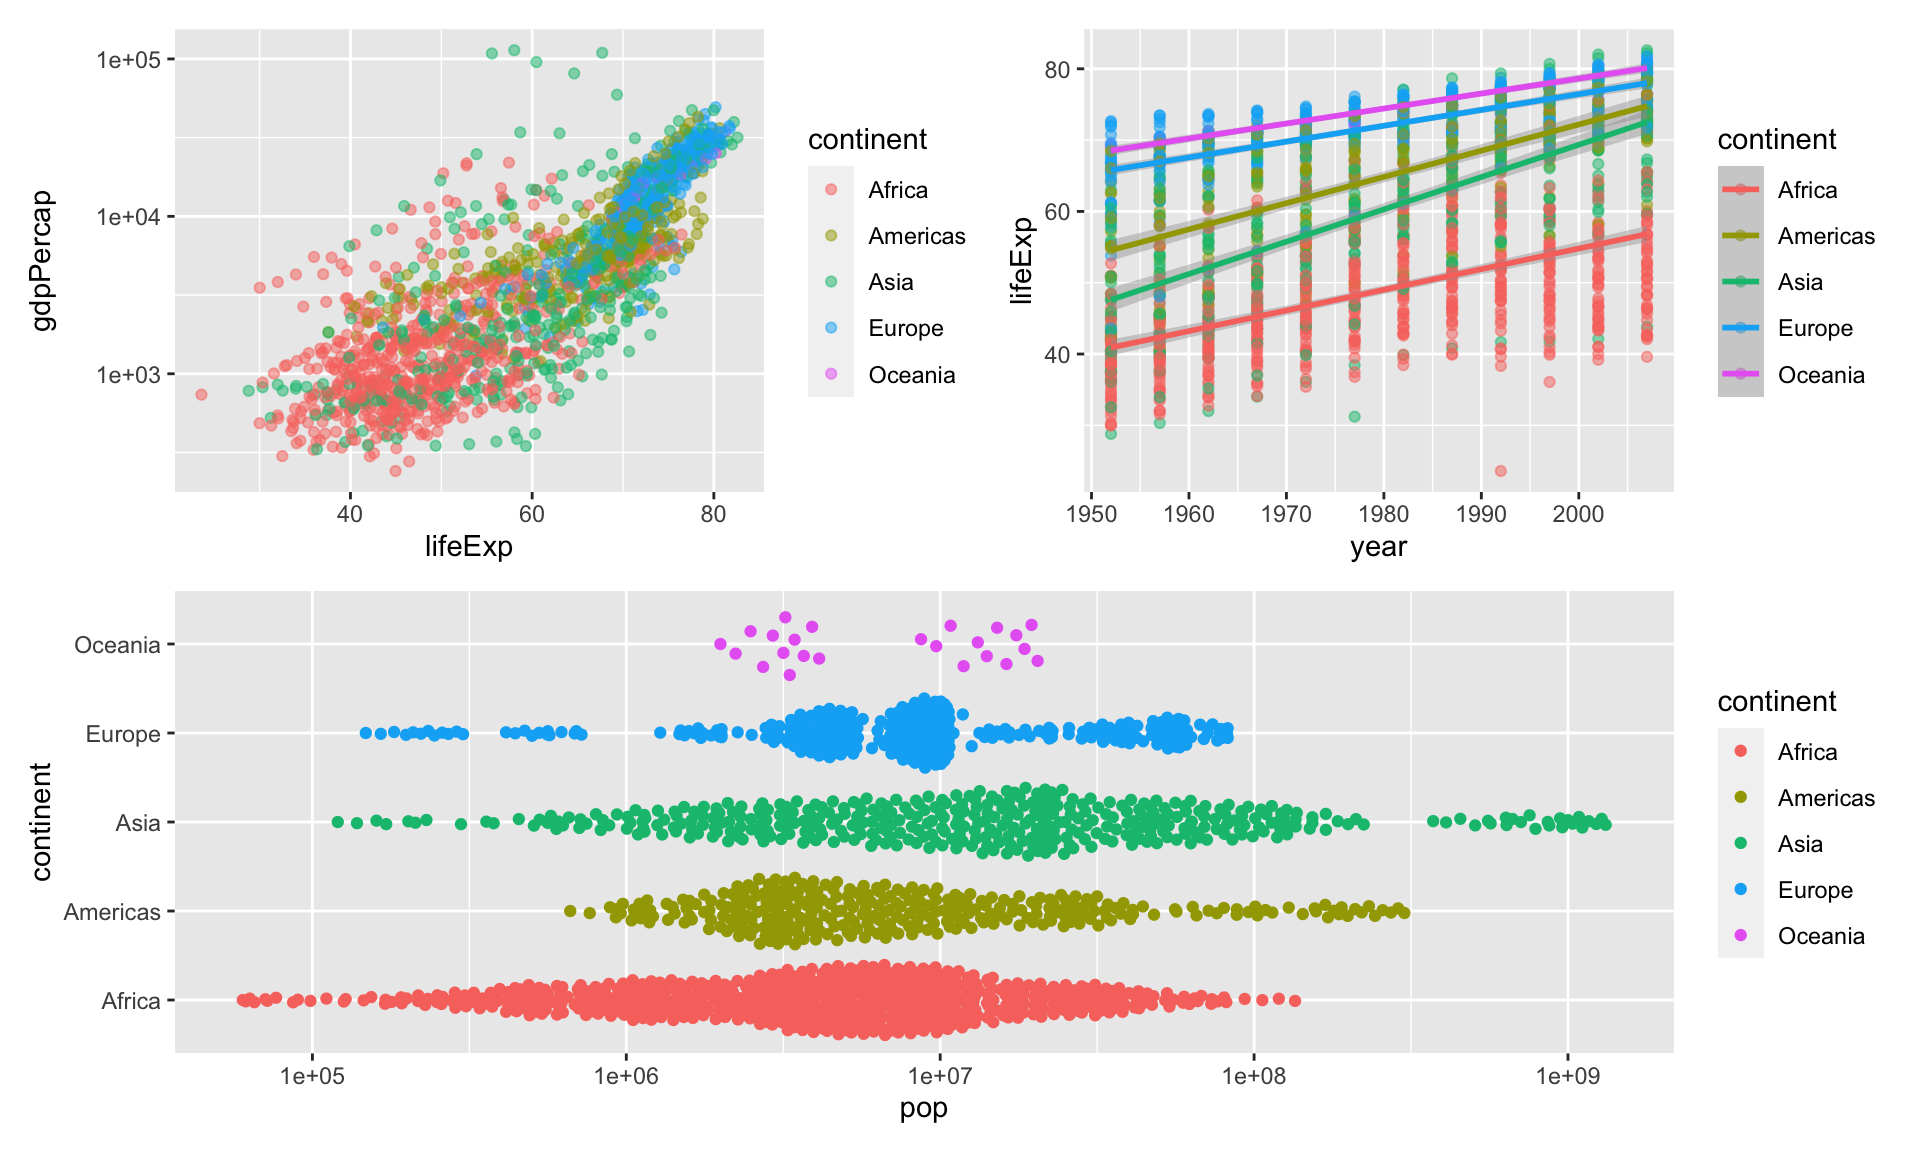 1e+05
1e+04
1e+03
gdpPercap
40 60 80
lifeExp
continent
Africa
Americas
Asia
Europe
Oceania
80
60
40
lifeExp
1950 1960 1970 1980 1990 2000
year
continent
Africa
Americas
Asia
Europe
Oceania
Oceania
Europe
Asia
Americas
Africa
continent
1e+05 1e+06 1e+07 1e+08 1e+09
pop
continent
Africa
Americas
Asia
Europe
Oceania